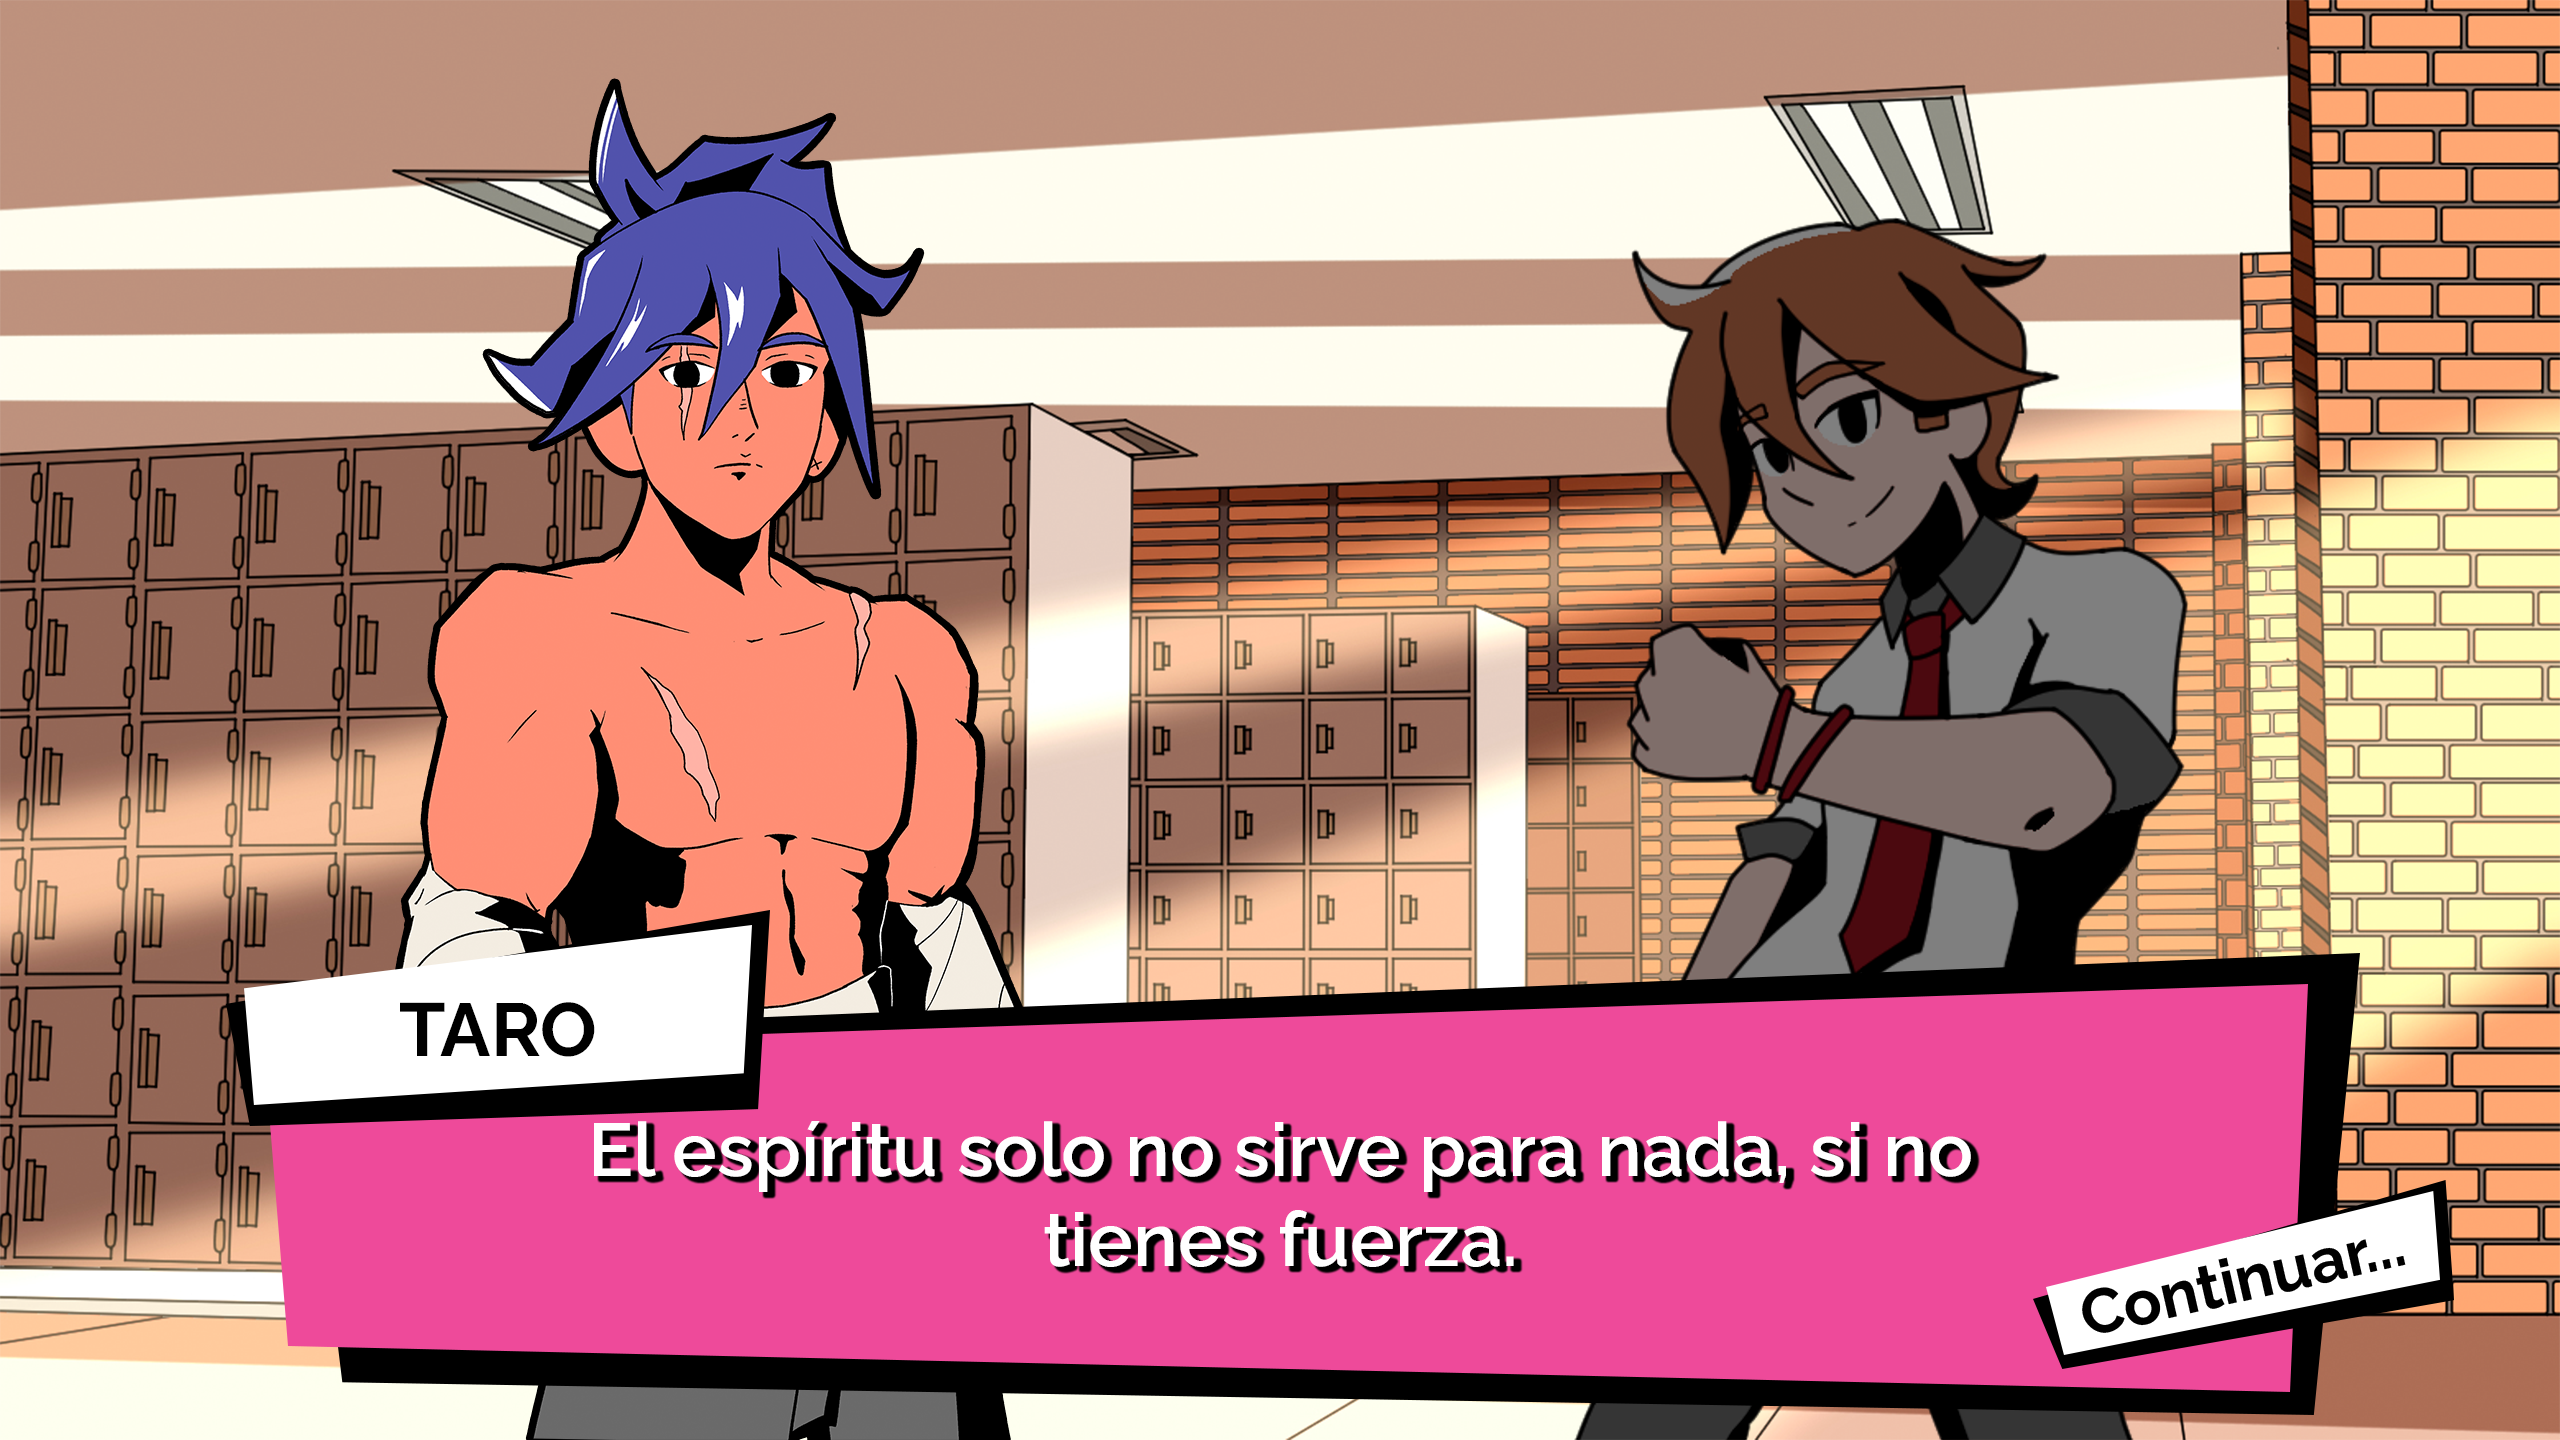 TARO
El espíritu solo no sirve para nada, si no
tienes fuerza.
Continuar...